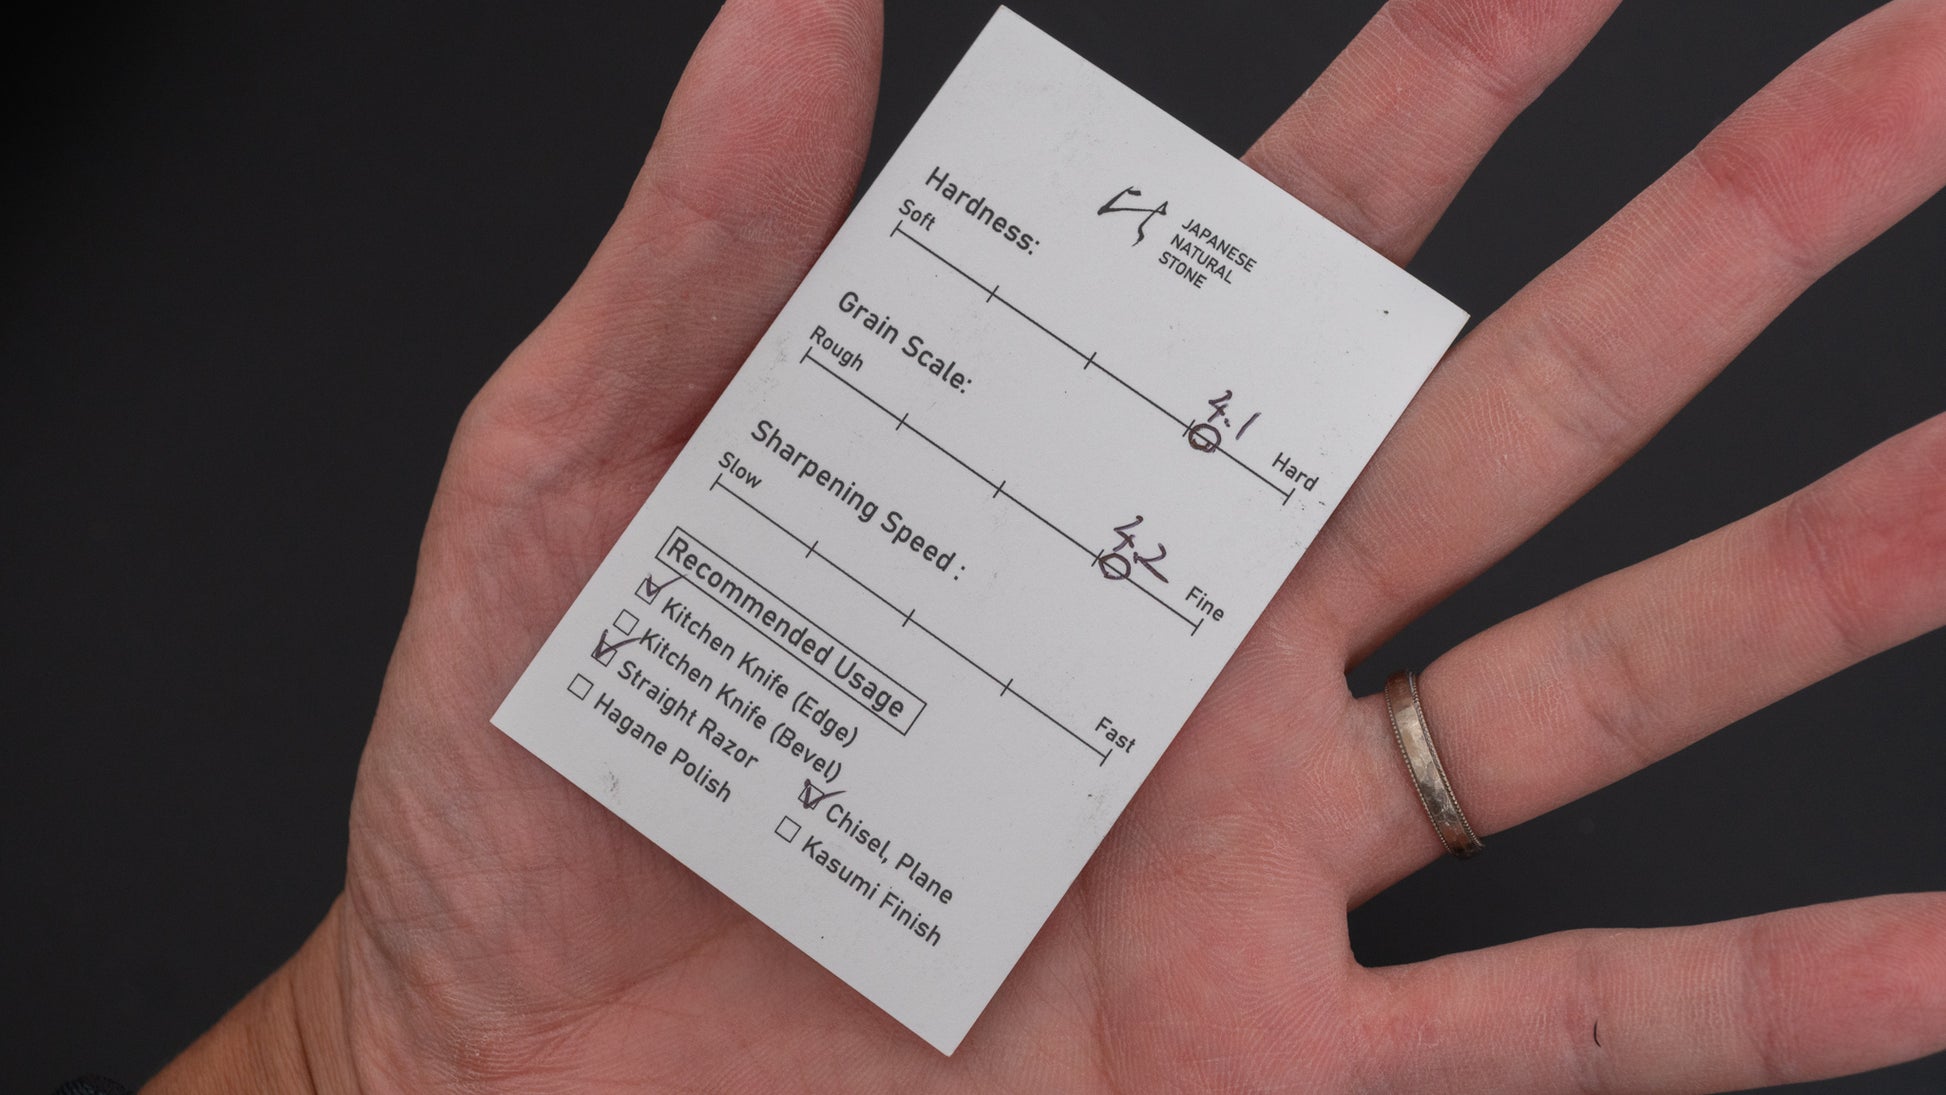 JAPANESE
NATURAL
STONE
Hardness:
Soft
4.1
Hard
Grain Scale:
Rough
4.2
Fine
Sharpening Speed :
Slow
Fast
Recommended Usage
Kitchen Knife (Edge)
Kitchen Knife (Bevel)
Straight Razor
Hagane Polish
Chisel, Plane
Kasumi Finish